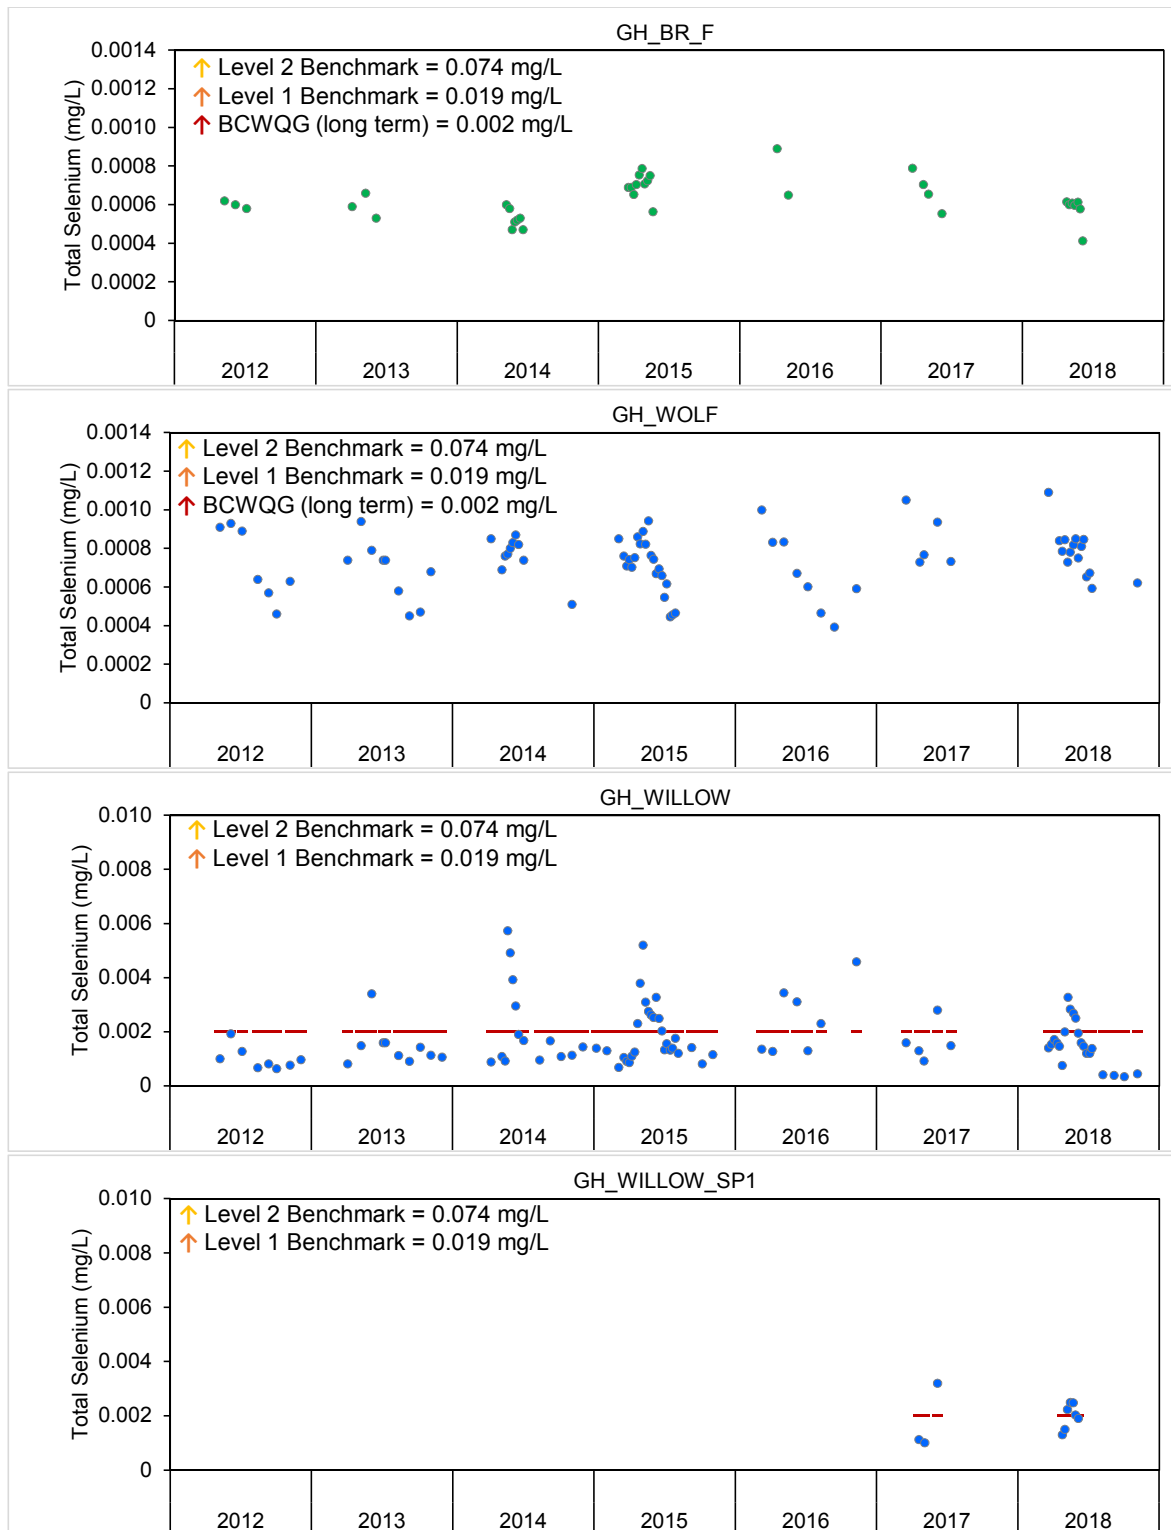 GH_BR_F
Total Selenium (mg/L)
0.0014
0.0012
0.0010
0.0008
0.0006
0.0004
0.0002
0
↑ Level 2 Benchmark = 0.074 mg/L
↑ Level 1 Benchmark = 0.019 mg/L
↑ BCWQG (long term) = 0.002 mg/L
2012 2013 2014 2015 2016 2017 2018
GH_WOLF
Total Selenium (mg/L)
0.0014
0.0012
0.0010
0.0008
0.0006
0.0004
0.0002
0
↑ Level 2 Benchmark = 0.074 mg/L
↑ Level 1 Benchmark = 0.019 mg/L
↑ BCWQG (long term) = 0.002 mg/L
2012 2013 2014 2015 2016 2017 2018
GH_WILLOW
Total Selenium (mg/L)
0.010
0.008
0.006
0.004
0.002
0
↑ Level 2 Benchmark = 0.074 mg/L
↑ Level 1 Benchmark = 0.019 mg/L
2012 2013 2014 2015 2016 2017 2018
GH_WILLOW_SP1
Total Selenium (mg/L)
0.010
0.008
0.006
0.004
0.002
0
↑ Level 2 Benchmark = 0.074 mg/L
↑ Level 1 Benchmark = 0.019 mg/L
2012 2013 2014 2015 2016 2017 2018